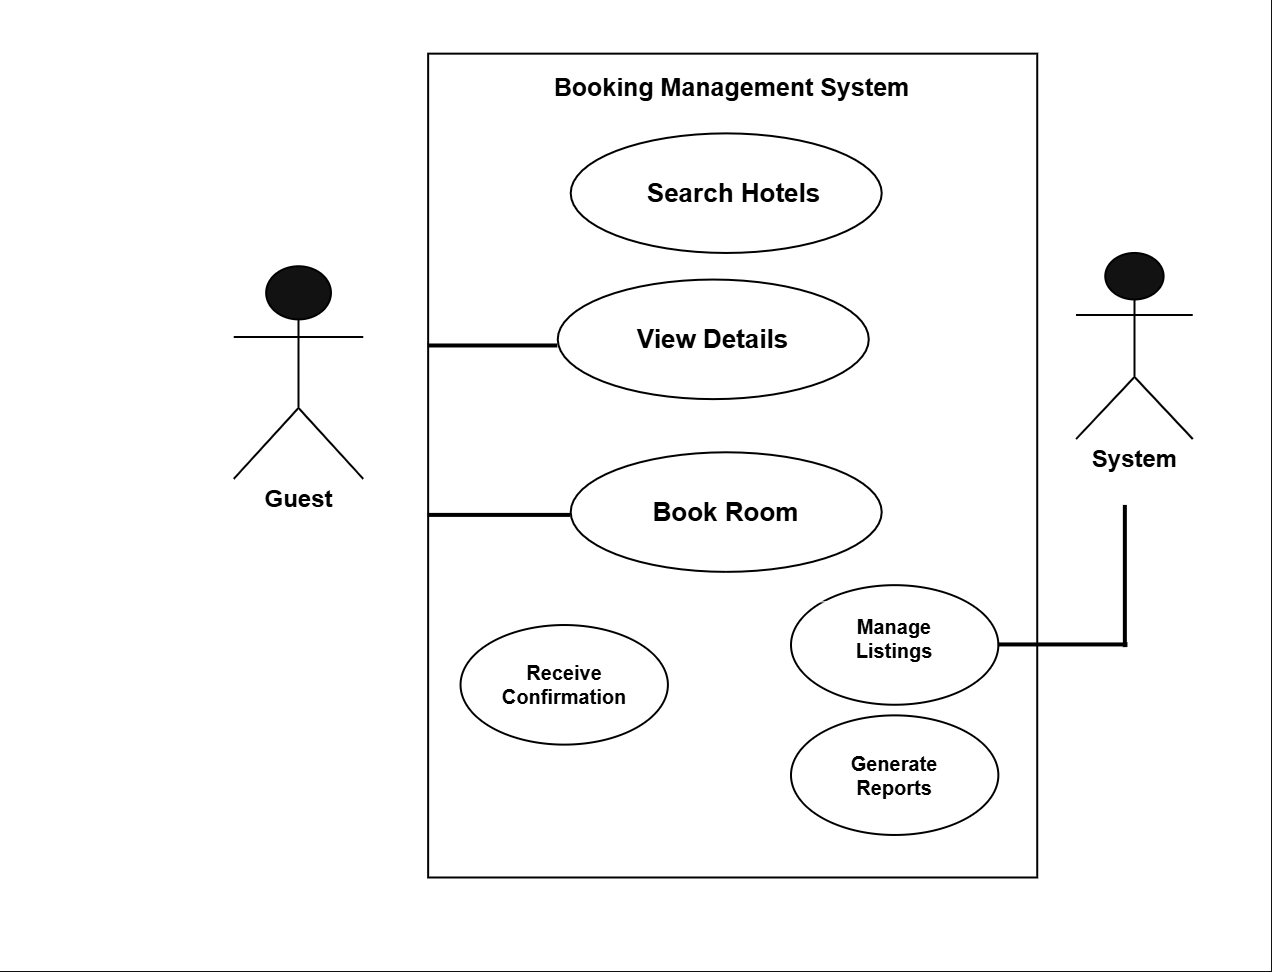 Booking Management System
Search Hotels
View Details
Guest
System
Book Room
Manage
Listings
Receive
Confirmation
Generate
Reports